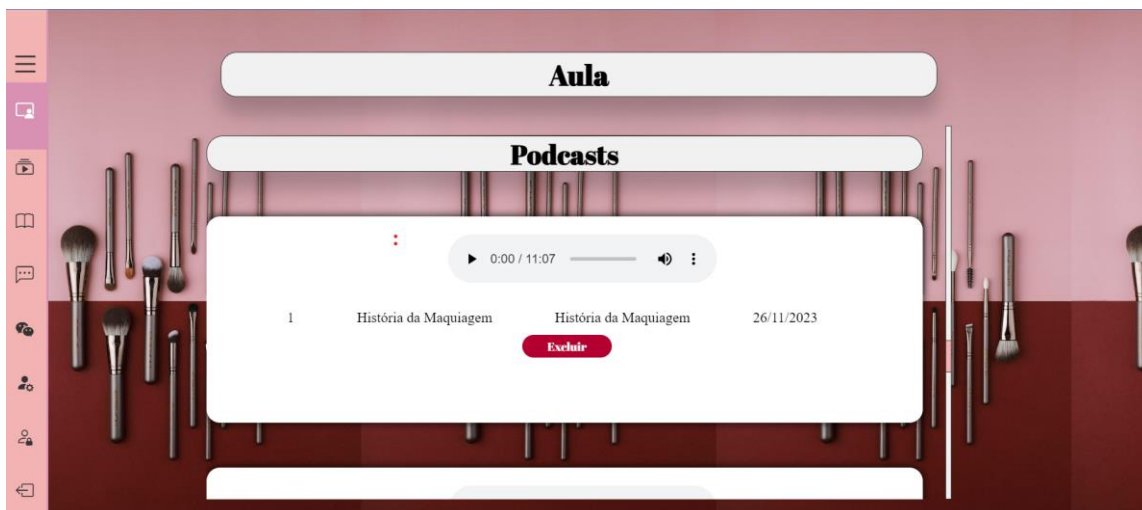 Aula
Podcasts
:
0:00 / 11:07
1 História da Maquiagem História da Maquiagem 26/11/2023
Excluir